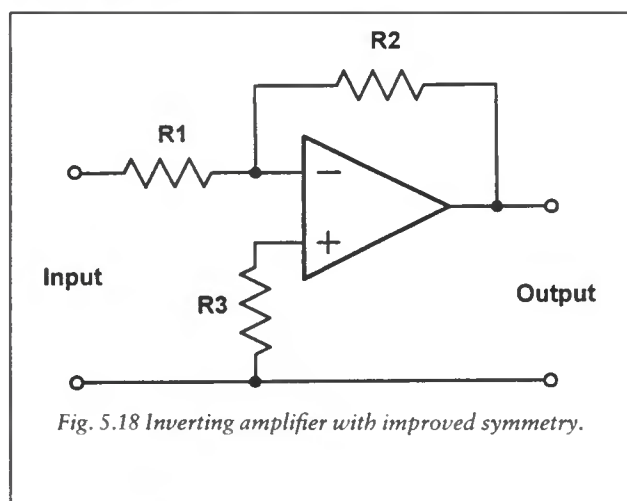 R2
R1
−
+
Input
R3
Output
Fig. 5.18 Inverting amplifier with improved symmetry.